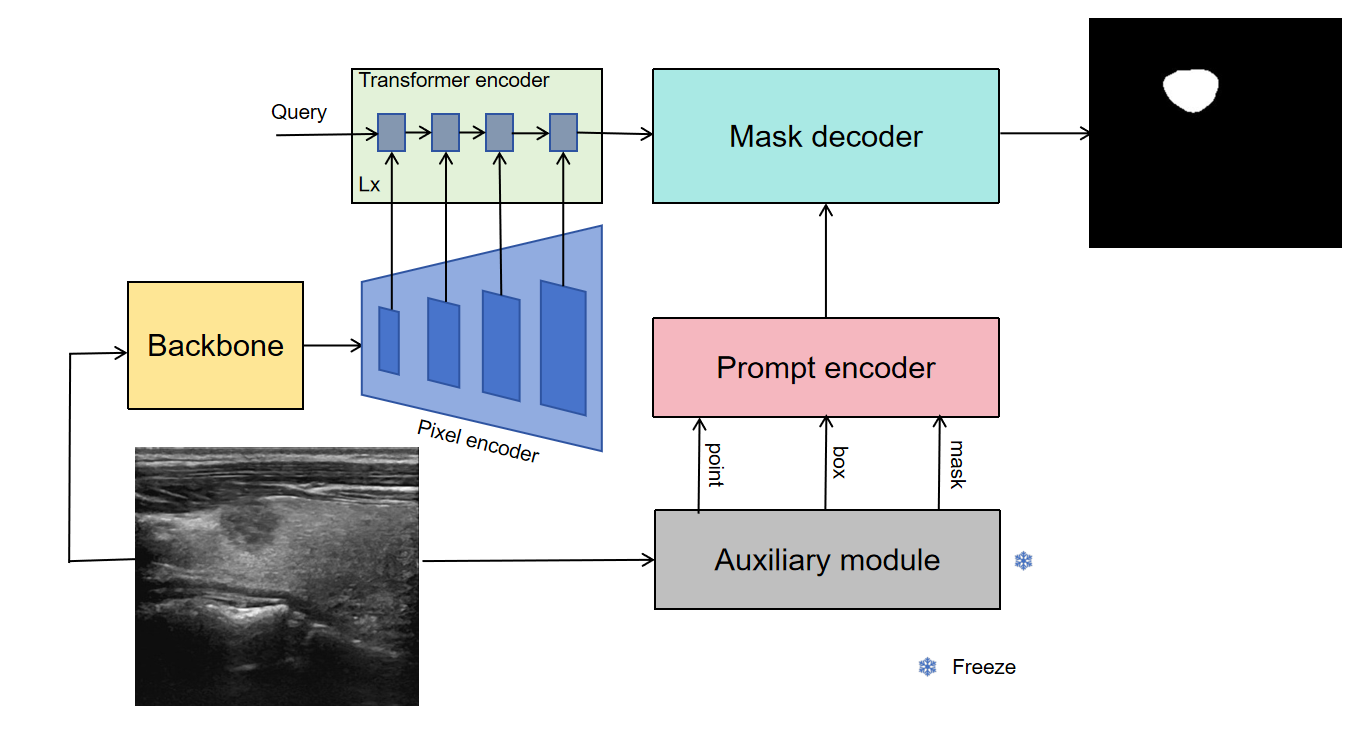 Transformer encoder
Query
Lx
Mask decoder
Backbone
Pixel encoder
Prompt encoder
point
box
mask
Auxiliary module
Freeze